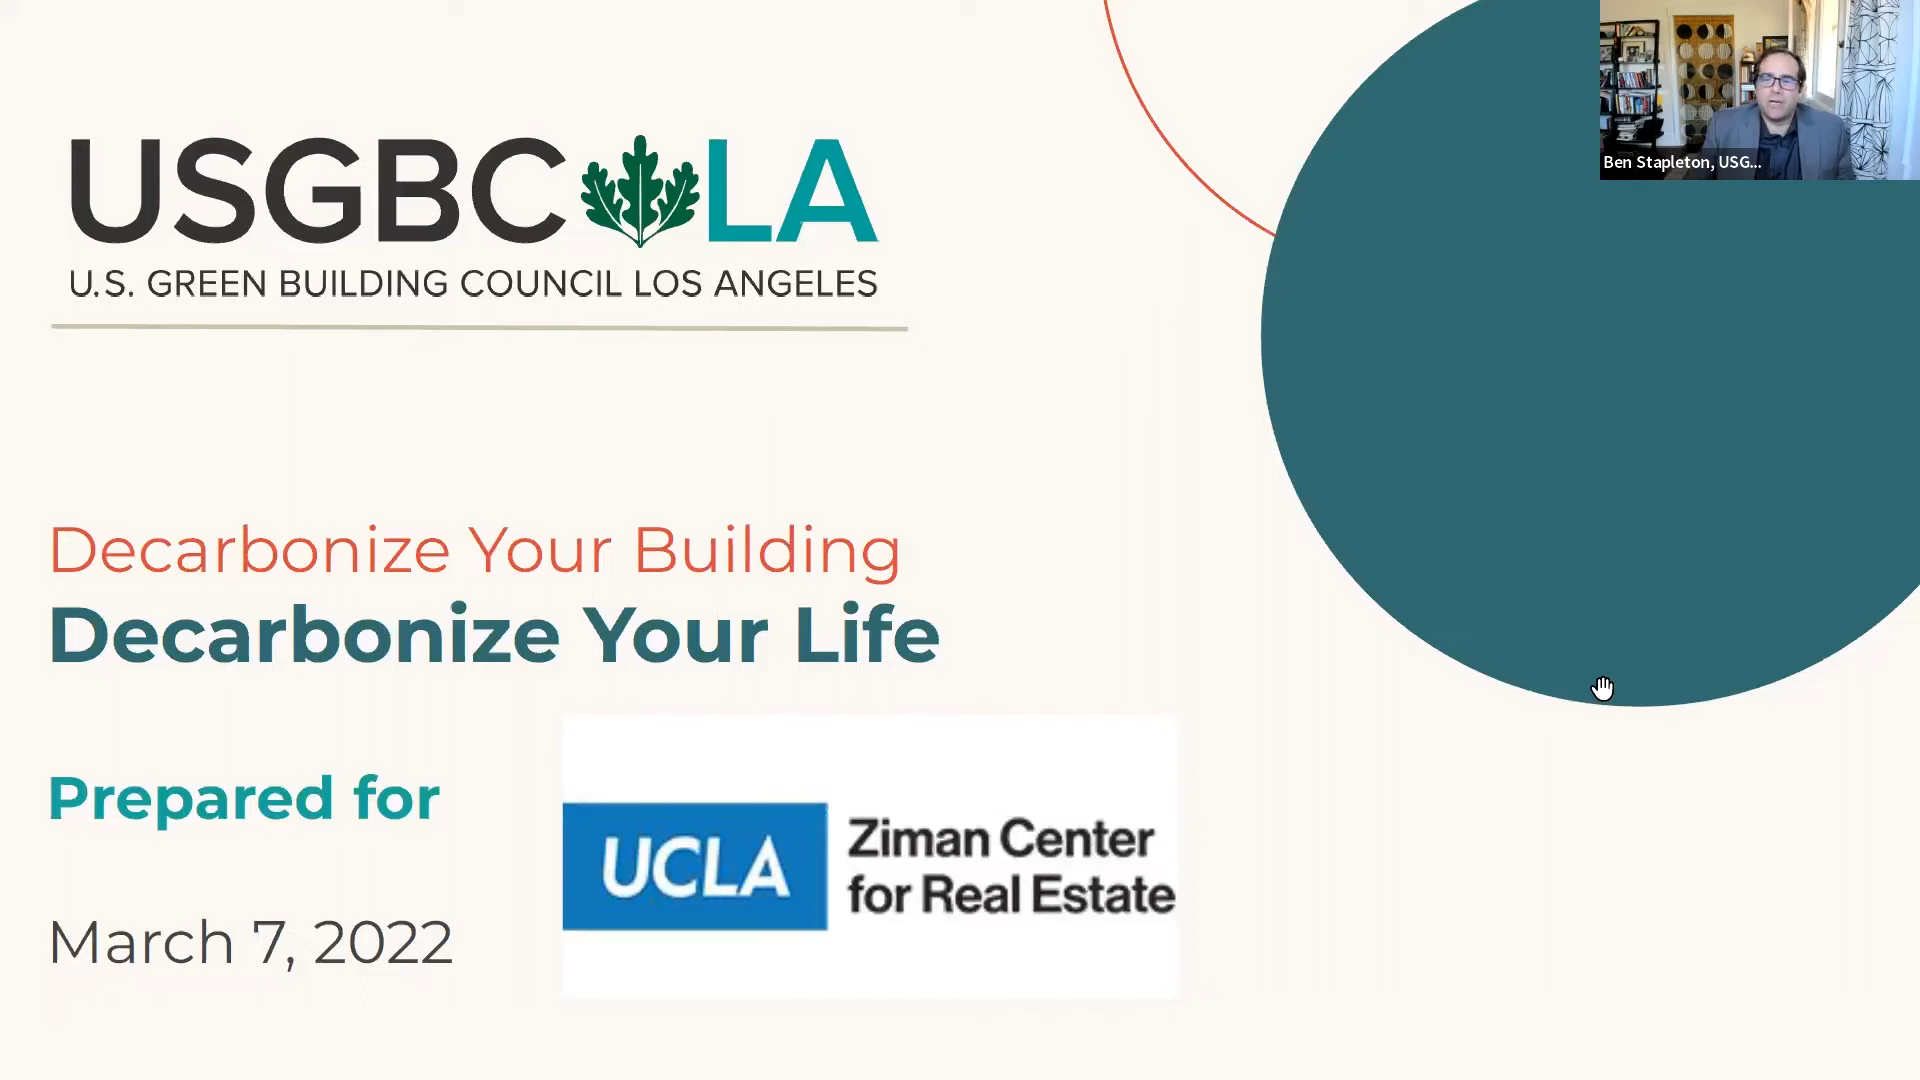 USGBC LA
U.S. GREEN BUILDING COUNCIL LOS ANGELES
Ben Stapleton, USG...
Decarbonize Your Building
Decarbonize Your Life
Prepared for
UCLA
Ziman Center
for Real Estate
March 7, 2022